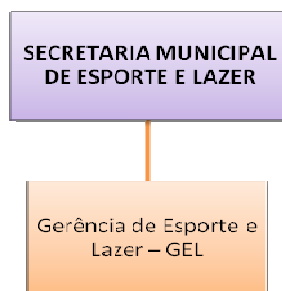 SECRETARIA MUNICIPAL
DE ESPORTE E LAZER
Gerência de Esporte e
Lazer – GEL